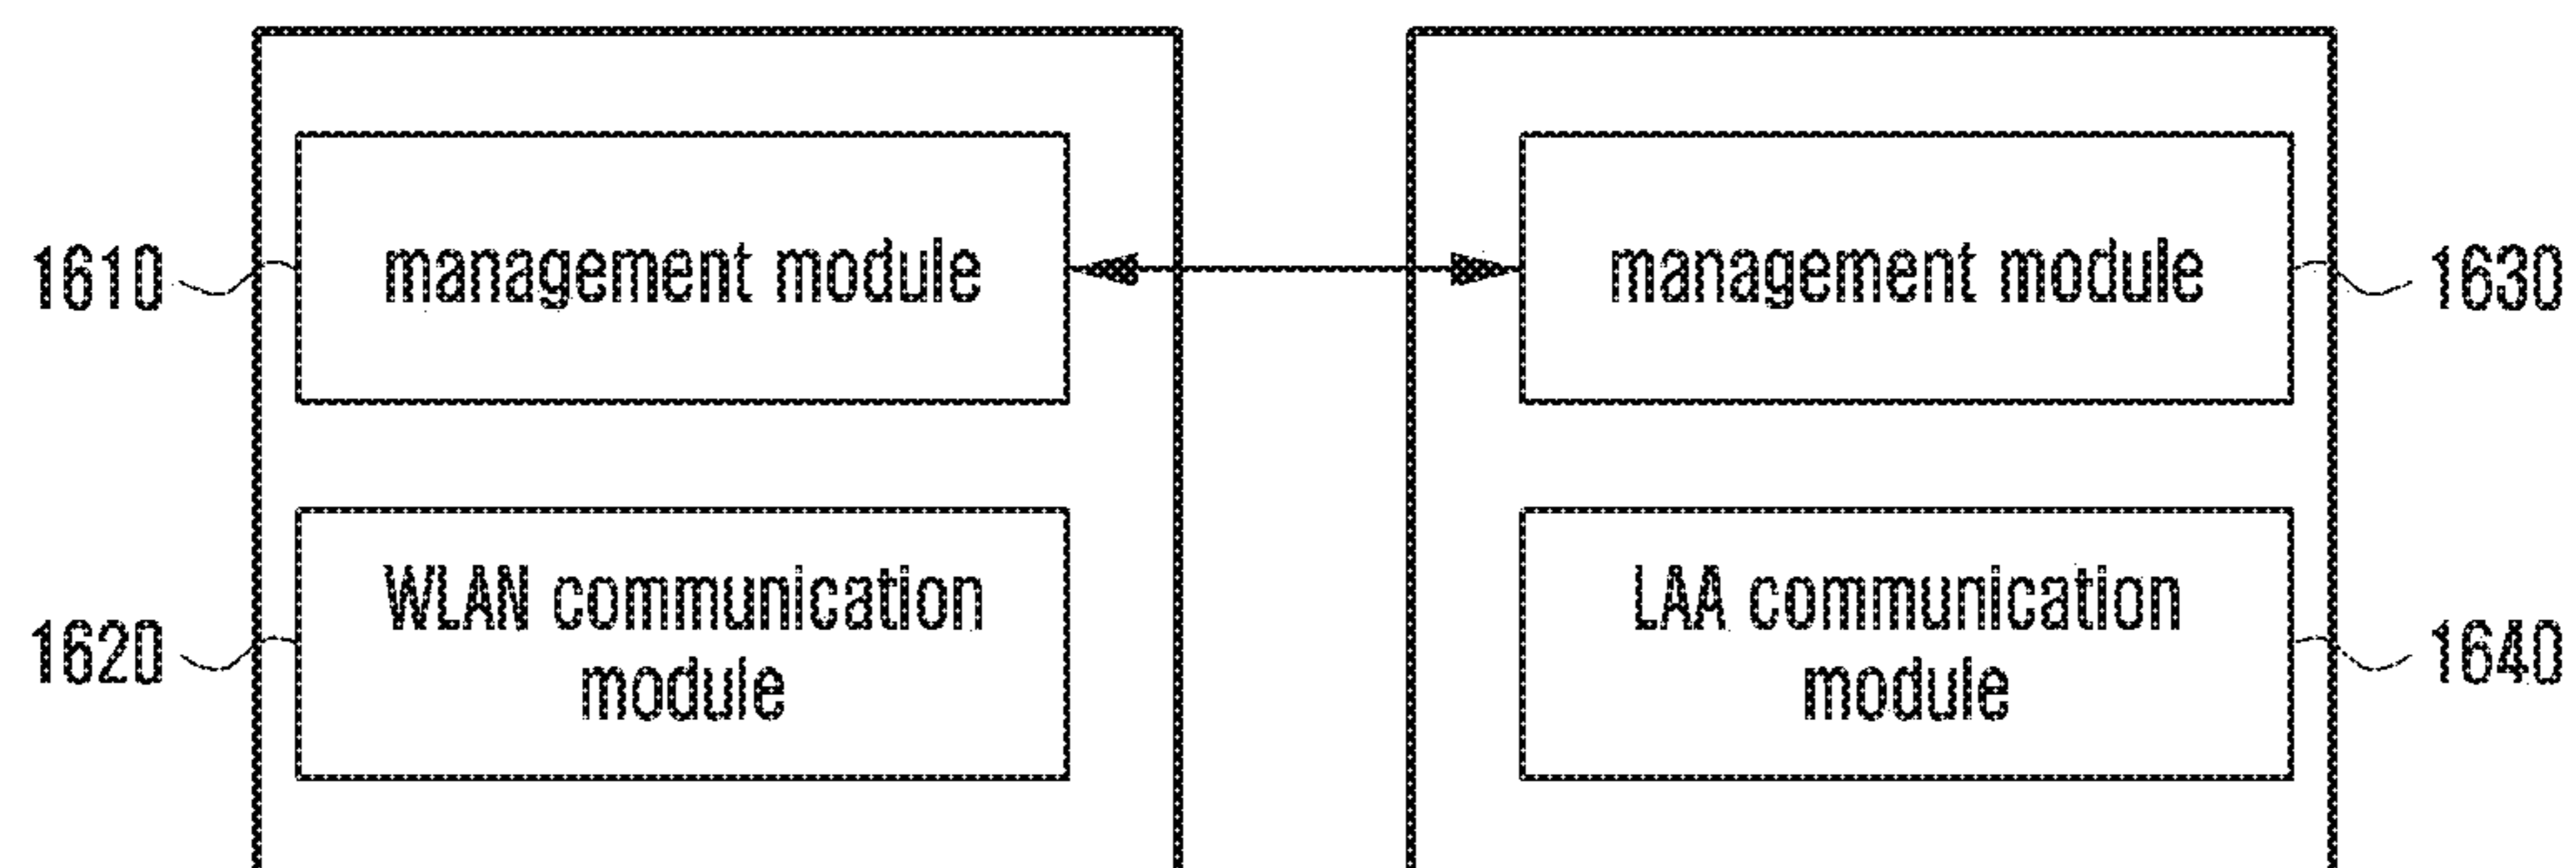 1610
management module
management module
1630
1620
WLAN communication
module
LAA communication
module
1640